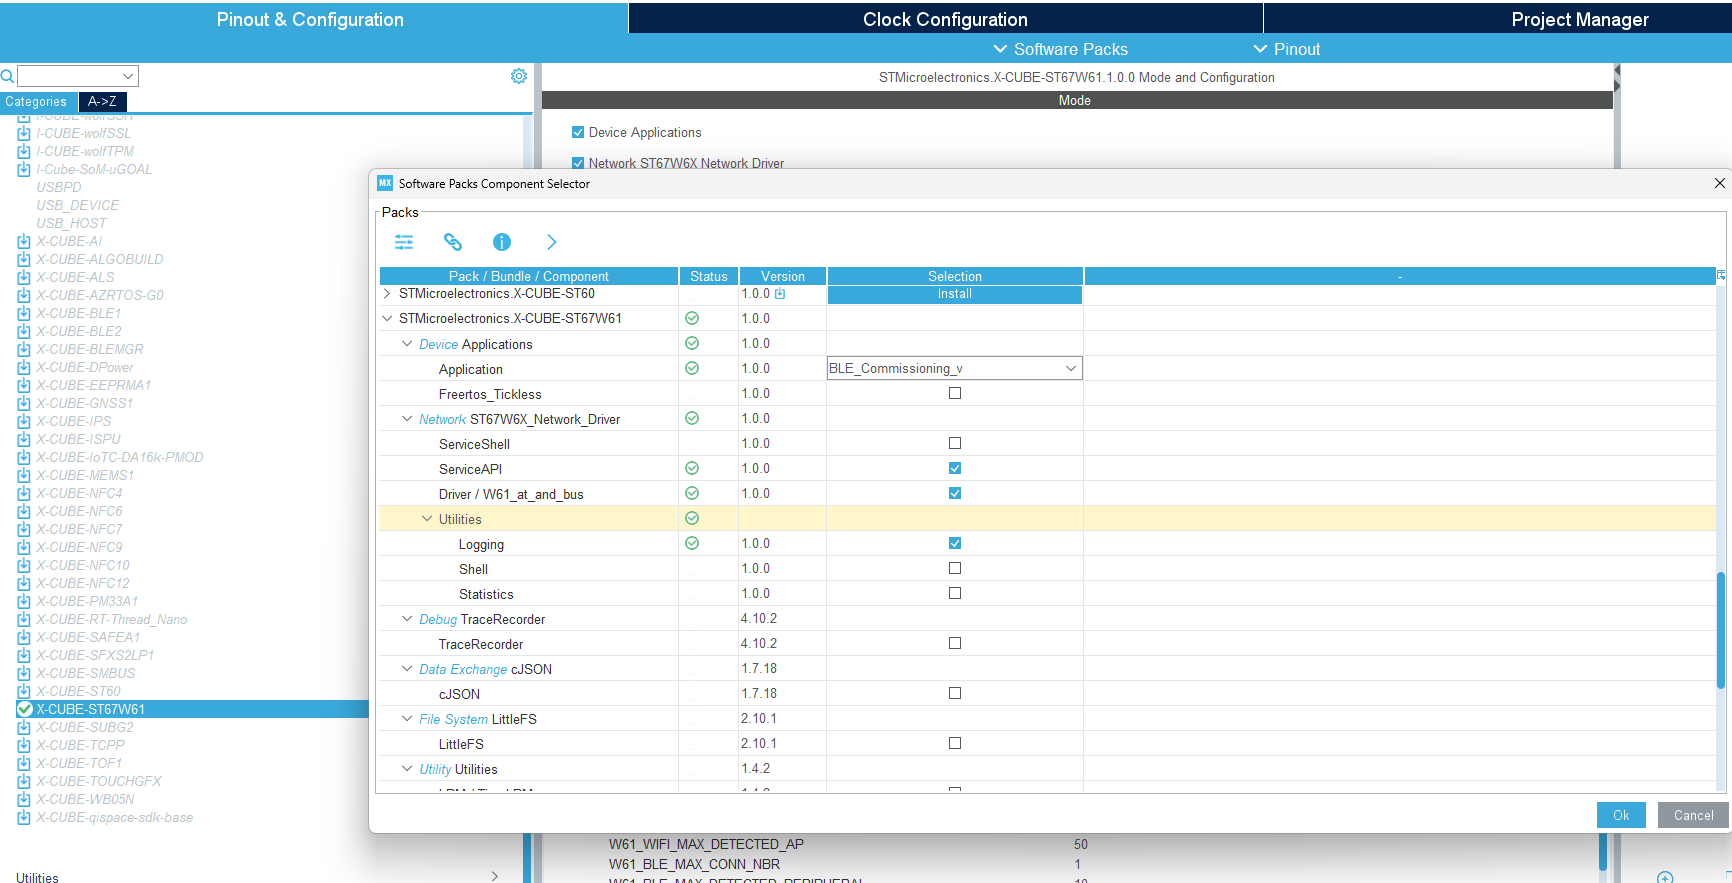 Pinout & Configuration
Clock Configuration
Project Manager
Software Packs
Pinout
STMicroelectronics.X-CUBE-ST67W61.1.0.0 Mode and Configuration
Mode
Categories
A->Z
I-CUBE-wolfSSH
I-CUBE-wolfSSL
I-CUBE-wolfTPM
I-Cube-SoM-uGOAL
USBPD
USB_DEVICE
USB_HOST
X-CUBE-AI
X-CUBE-ALGOBUILD
X-CUBE-ALS
X-CUBE-AZRTOS-G0
X-CUBE-BLE1
X-CUBE-BLE2
X-CUBE-BLEMGR
X-CUBE-DPower
X-CUBE-EEPRMA1
X-CUBE-GNSS1
X-CUBE-IPS
X-CUBE-ISPU
X-CUBE-IoTC-DA16k-PMOD
X-CUBE-MEMS1
X-CUBE-NFC4
X-CUBE-NFC6
X-CUBE-NFC7
X-CUBE-NFC9
X-CUBE-NFC10
X-CUBE-NFC12
X-CUBE-PM33A1
X-CUBE-RT-Thread_Nano
X-CUBE-SAFEA1
X-CUBE-SFXS2LP1
X-CUBE-SMBUS
X-CUBE-ST60
X-CUBE-ST67W61
X-CUBE-SUBG2
X-CUBE-TCPP
X-CUBE-TOF1
X-CUBE-TOUCHGFX
X-CUBE-WB05N
X-CUBE-qispace-sdk-base
Utilities
Device Applications
Network ST67W6X Network Driver
MX Software Packs Component Selector
Packs
Pack / Bundle / Component Status Version Selection -
STMicroelectronics.X-CUBE-ST60 1.0.0 Install
STMicroelectronics.X-CUBE-ST67W61 1.0.0
Device Applications 1.0.0
Application 1.0.0 BLE_Commissioning_v
Freertos_Tickless 1.0.0
Network ST67W6X_Network_Driver 1.0.0
ServiceShell 1.0.0
ServiceAPI 1.0.0
Driver / W61_at_and_bus 1.0.0
Utilities
Logging 1.0.0
Shell 1.0.0
Statistics 1.0.0
Debug TraceRecorder 4.10.2
TraceRecorder 4.10.2
Data Exchange cJSON 1.7.18
cJSON 1.7.18
File System LittleFS 2.10.1
LittleFS 2.10.1
Utility Utilities 1.4.2
Ok
Cancel
W61_WIFI_MAX_DETECTED_AP 50
W61_BLE_MAX_CONN_NBR 1
W61_BLE_MAX_DETECTED_PERIPHERAL 10